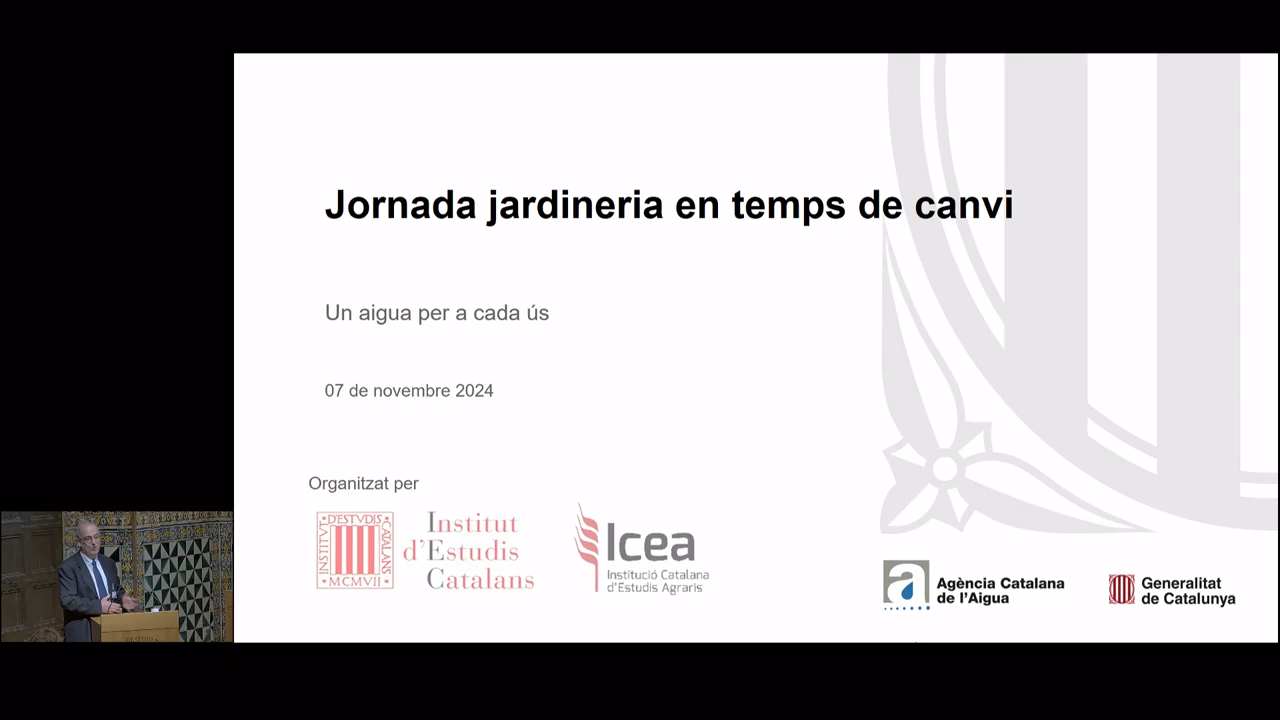 Jornada jardineria en temps de canvi
Un aigua per a cada ús
07 de novembre 2024
Organitzat per
INSTITUT
D'ESTVDIS
CATALANS
MCMVII
Institut
d'Estudis
Catalans
Icea
Institució Catalana
d'Estudis Agraris
a
Agència Catalana
de l'Aigua
Generalitat
de Catalunya